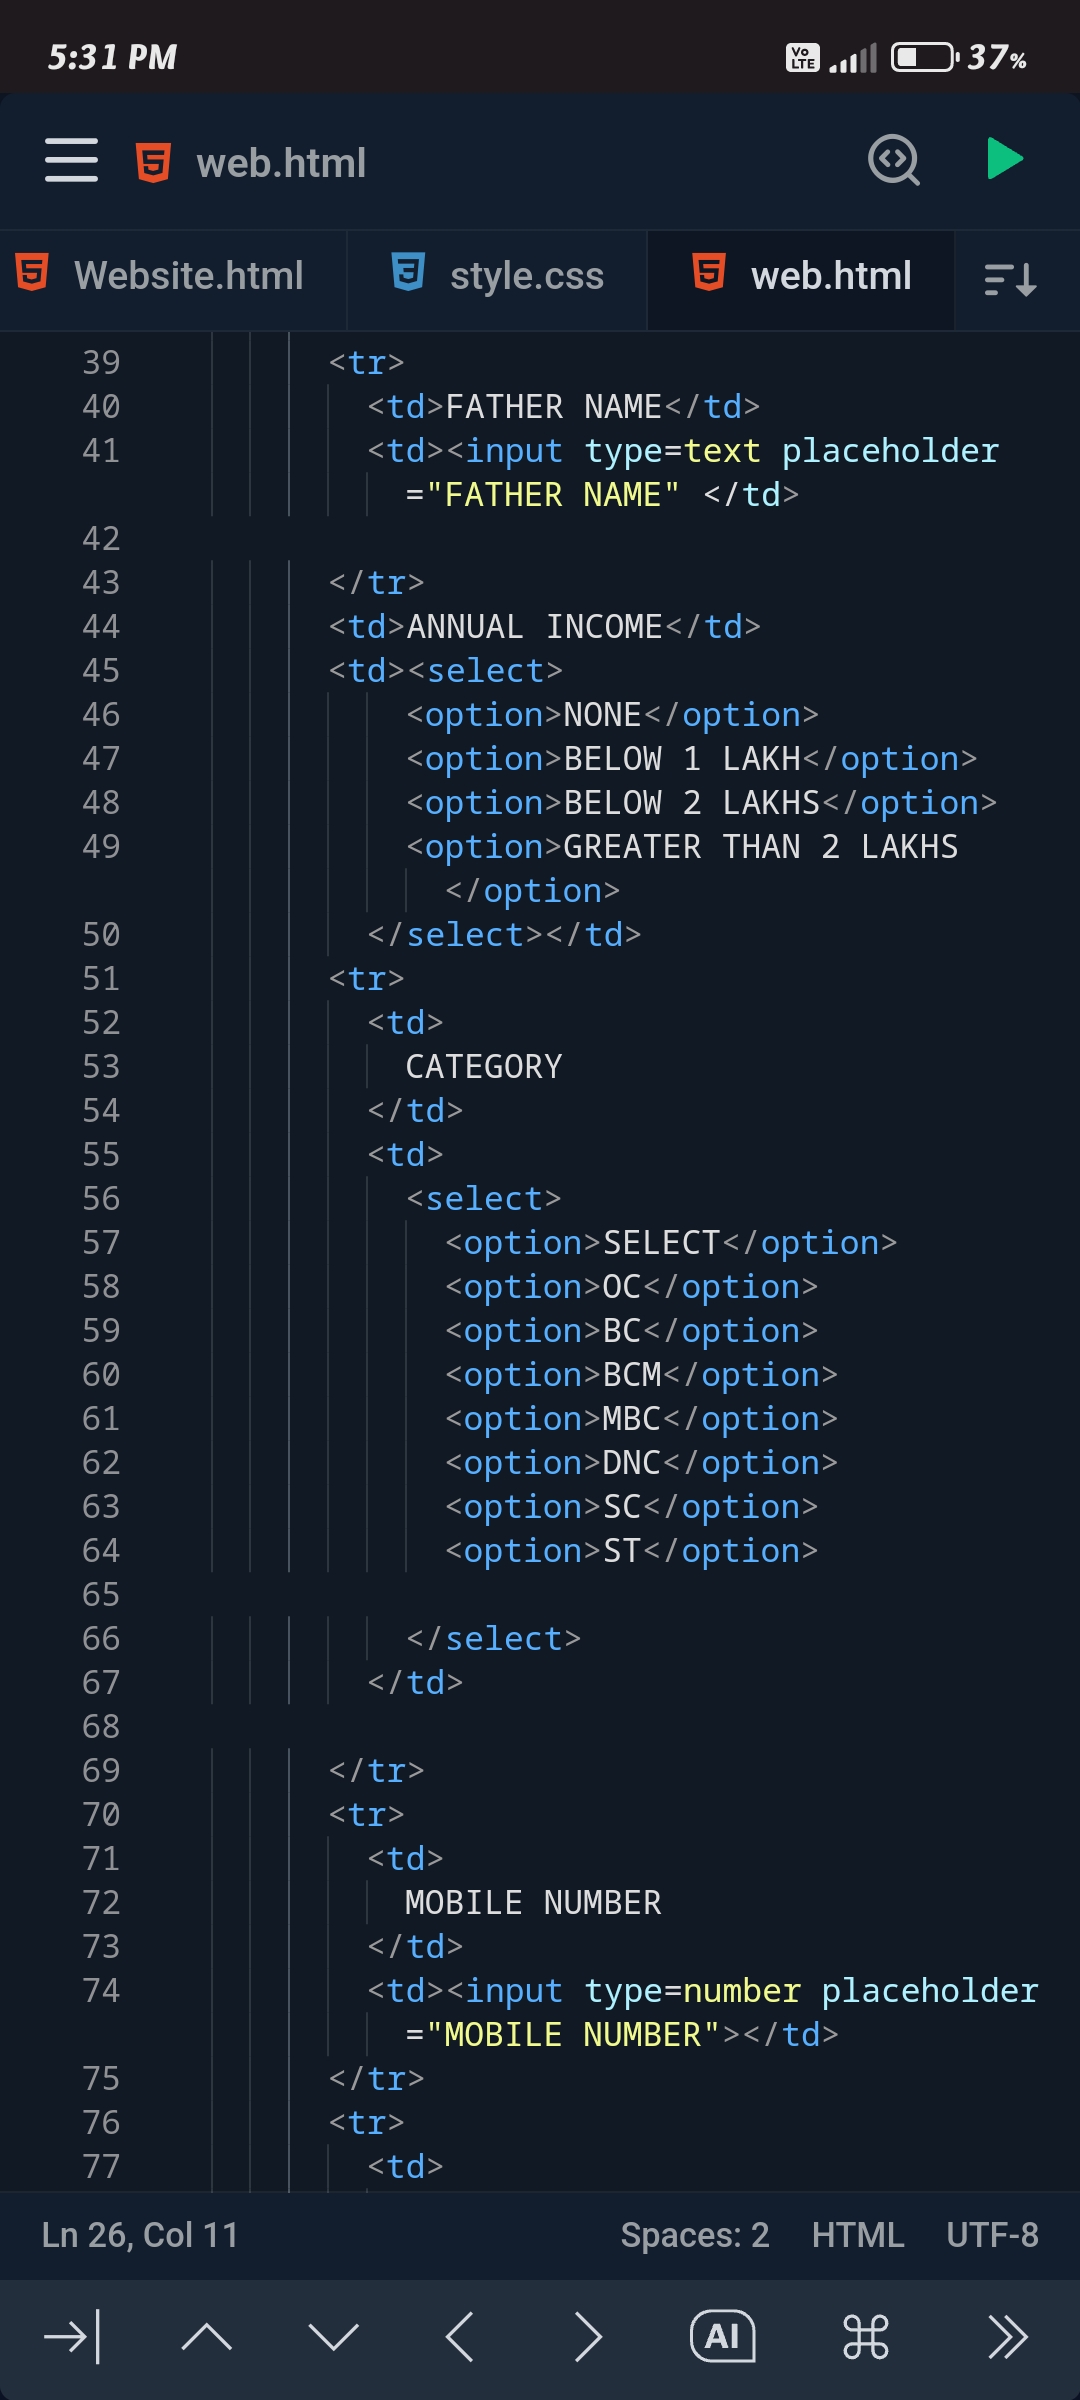 5:31 PM Vo LTE 37%
web.html
Website.html style.css web.html
39 <tr>
40 <td>FATHER NAME</td>
41 <td><input type=text placeholder
="FATHER NAME" </td>
42
43 </tr>
44 <td>ANNUAL INCOME</td>
45 <td><select>
46 <option>NONE</option>
47 <option>BELOW 1 LAKH</option>
48 <option>BELOW 2 LAKHS</option>
49 <option>GREATER THAN 2 LAKHS
</option>
50 </select></td>
51 <tr>
52 <td>
53 CATEGORY
54 </td>
55 <td>
56 <select>
57 <option>SELECT</option>
58 <option>OC</option>
59 <option>BC</option>
60 <option>BCM</option>
61 <option>MBC</option>
62 <option>DNC</option>
63 <option>SC</option>
64 <option>ST</option>
65
66 </select>
67 </td>
68
69 </tr>
70 <tr>
71 <td>
72 MOBILE NUMBER
73 </td>
74 <td><input type=number placeholder
="MOBILE NUMBER"></td>
75 </tr>
76 <tr>
77 <td>
Ln 26, Col 11 Spaces: 2 HTML UTF-8
AI